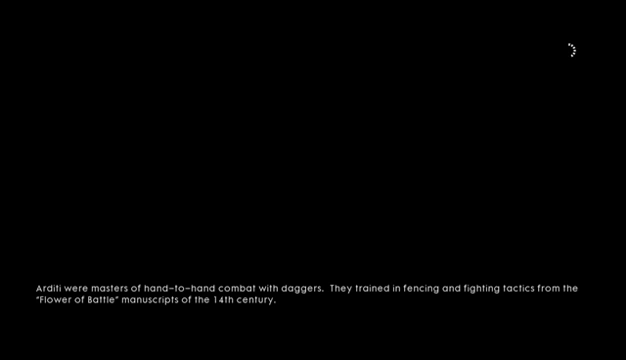 Arditi were masters of hand-to-hand combat with daggers.  They trained in fencing and fighting tactics from the
"Flower of Battle" manuscripts of the 14th century.